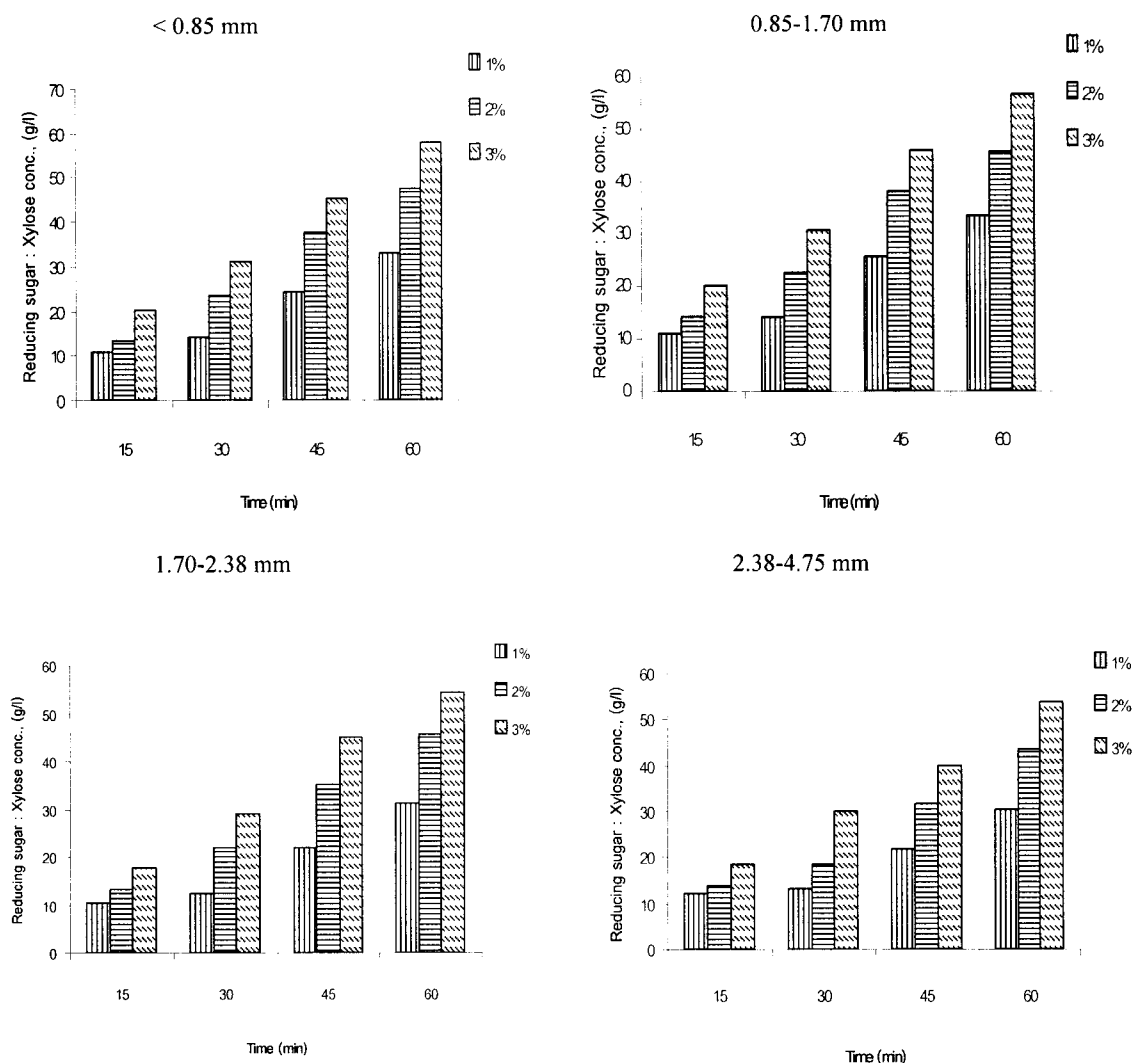 < 0.85 mm
1%
2%
3%
70
60
50
40
30
20
10
0
Reducing sugar : Xylose conc., (g/l)
15 30 45 60
Time (min)
0.85-1.70 mm
1%
2%
3%
60
50
40
30
20
10
0
Reducing sugar : Xylose conc., (g/l)
15 30 45 60
Time (min)
1.70-2.38 mm
1%
2%
3%
60
50
40
30
20
10
0
Reducing sugar : Xylose conc., (g/l)
15 30 45 60
Time (min)
2.38-4.75 mm
1%
2%
3%
60
50
40
30
20
10
0
Reducing sugar : Xylose conc., (g/l)
15 30 45 60
Time (min)